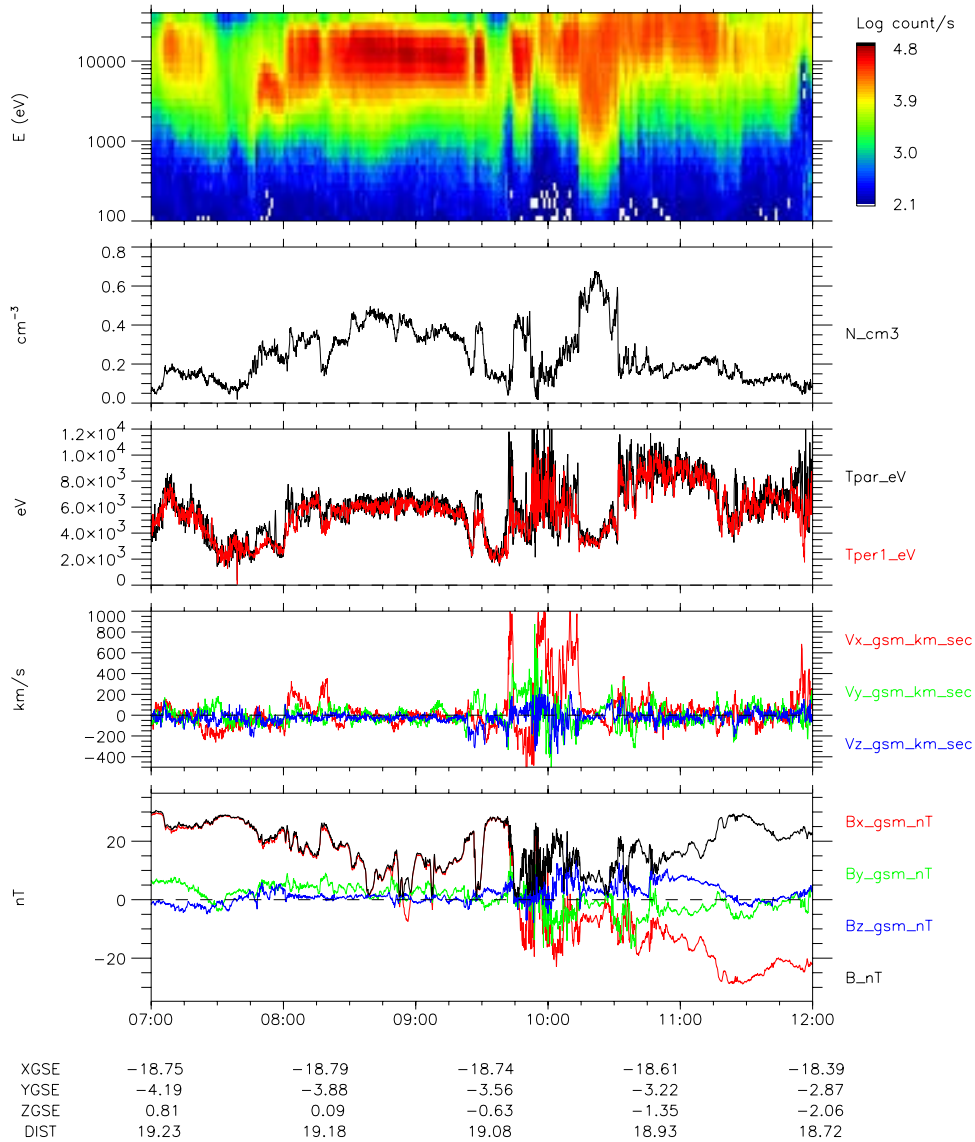 Log count/s
4.8
3.9
3.0
2.1
E (eV)
10000
1000
100
cm⁻³
0.8
0.6
0.4
0.2
0.0
N_cm3
eV
1.2×10⁴
1.0×10⁴
8.0×10³
6.0×10³
4.0×10³
2.0×10³
0
Tpar_eV
Tper1_eV
km/s
1000
800
600
400
200
0
−200
−400
Vx_gsm_km_sec
Vy_gsm_km_sec
Vz_gsm_km_sec
nT
20
0
−20
Bx_gsm_nT
By_gsm_nT
Bz_gsm_nT
B_nT
07:00 08:00 09:00 10:00 11:00 12:00
XGSE −18.75 −18.79 −18.74 −18.61 −18.39
YGSE −4.19 −3.88 −3.56 −3.22 −2.87
ZGSE 0.81 0.09 −0.63 −1.35 −2.06
DIST 19.23 19.18 19.08 18.93 18.72